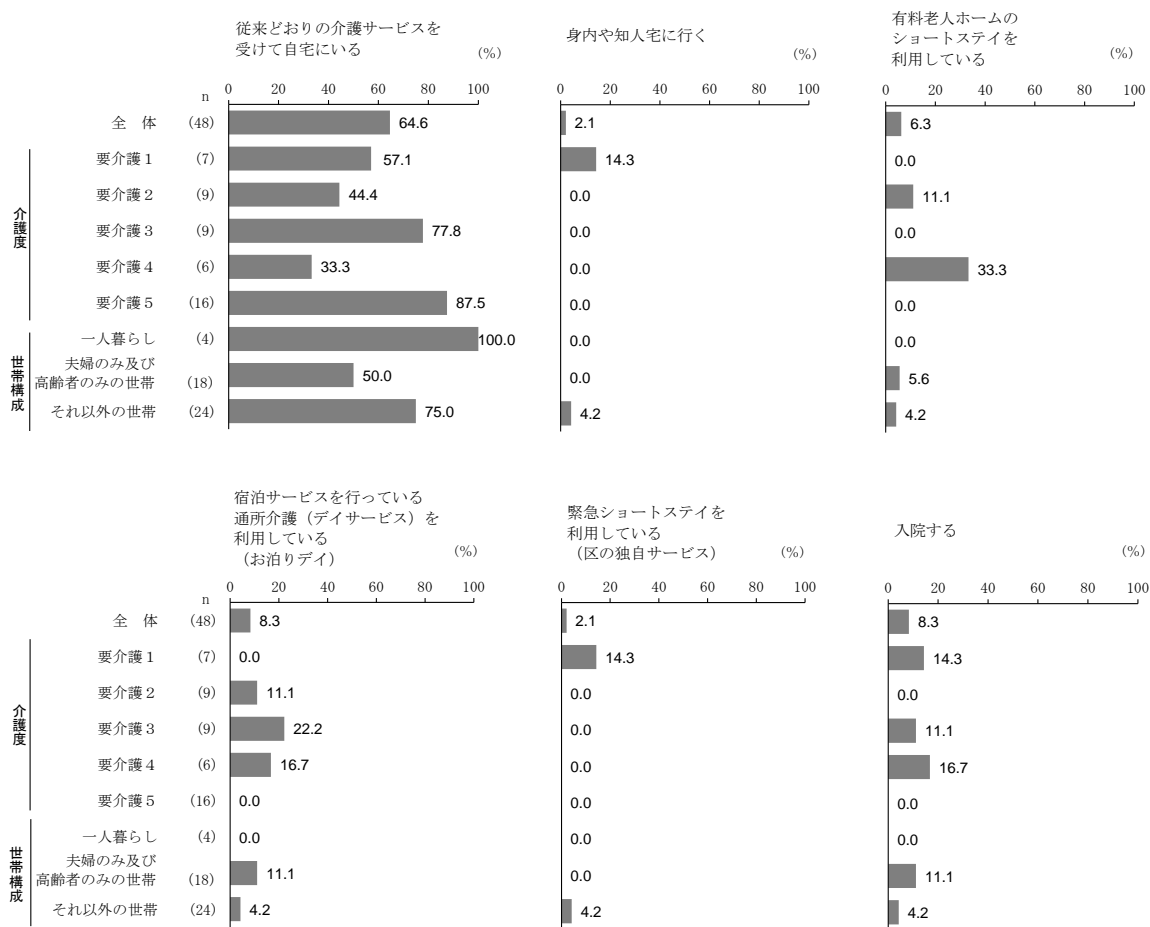 従来どおりの介護サービスを
受けて自宅にいる
(%)
身内や知人宅に行く
(%)
有料老人ホームの
ショートステイを
利用している
(%)
n
0 20 40 60 80 100
0 20 40 60 80 100
0 20 40 60 80 100
全 体 (48) 64.6 2.1 6.3
介護度
要介護1 (7) 57.1 14.3 0.0
要介護2 (9) 44.4 0.0 11.1
要介護3 (9) 77.8 0.0 0.0
要介護4 (6) 33.3 0.0 33.3
要介護5 (16) 87.5 0.0 0.0
世帯構成
一人暮らし (4) 100.0 0.0 0.0
夫婦のみ及び
高齢者のみの世帯 (18) 50.0 0.0 5.6
それ以外の世帯 (24) 75.0 4.2 4.2
宿泊サービスを行っている
通所介護（デイサービス）を
利用している
（お泊りデイ）
(%)
緊急ショートステイを
利用している
（区の独自サービス）
(%)
入院する
(%)
n
0 20 40 60 80 100
0 20 40 60 80 100
0 20 40 60 80 100
全 体 (48) 8.3 2.1 8.3
介護度
要介護1 (7) 0.0 14.3 14.3
要介護2 (9) 11.1 0.0 0.0
要介護3 (9) 22.2 0.0 11.1
要介護4 (6) 16.7 0.0 16.7
要介護5 (16) 0.0 0.0 0.0
世帯構成
一人暮らし (4) 0.0 0.0 0.0
夫婦のみ及び
高齢者のみの世帯 (18) 11.1 0.0 11.1
それ以外の世帯 (24) 4.2 4.2 4.2